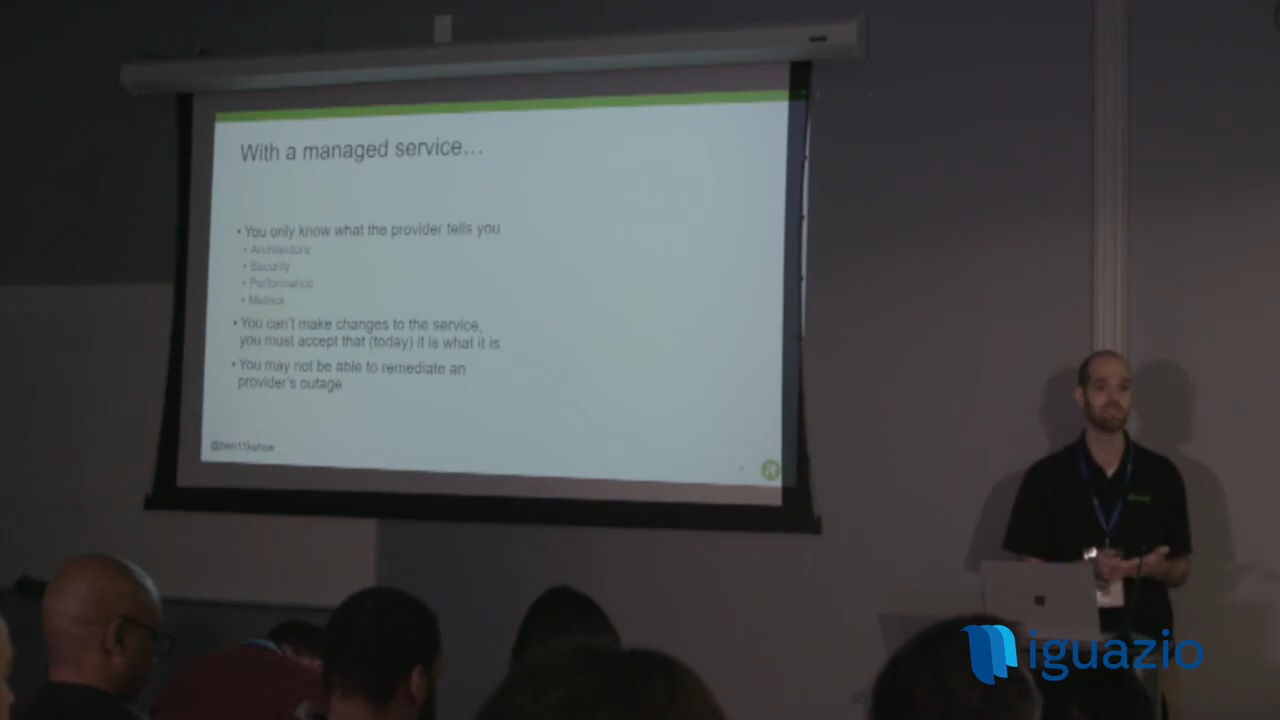 With a managed service…
• You only know what the provider tells you
• Architecture
• Security
• Performance
• Metrics
• You can't make changes to the service,
you must accept that (today) it is what it is
• You may not be able to remediate an
provider's outage
@ben11kehoe
iguazio